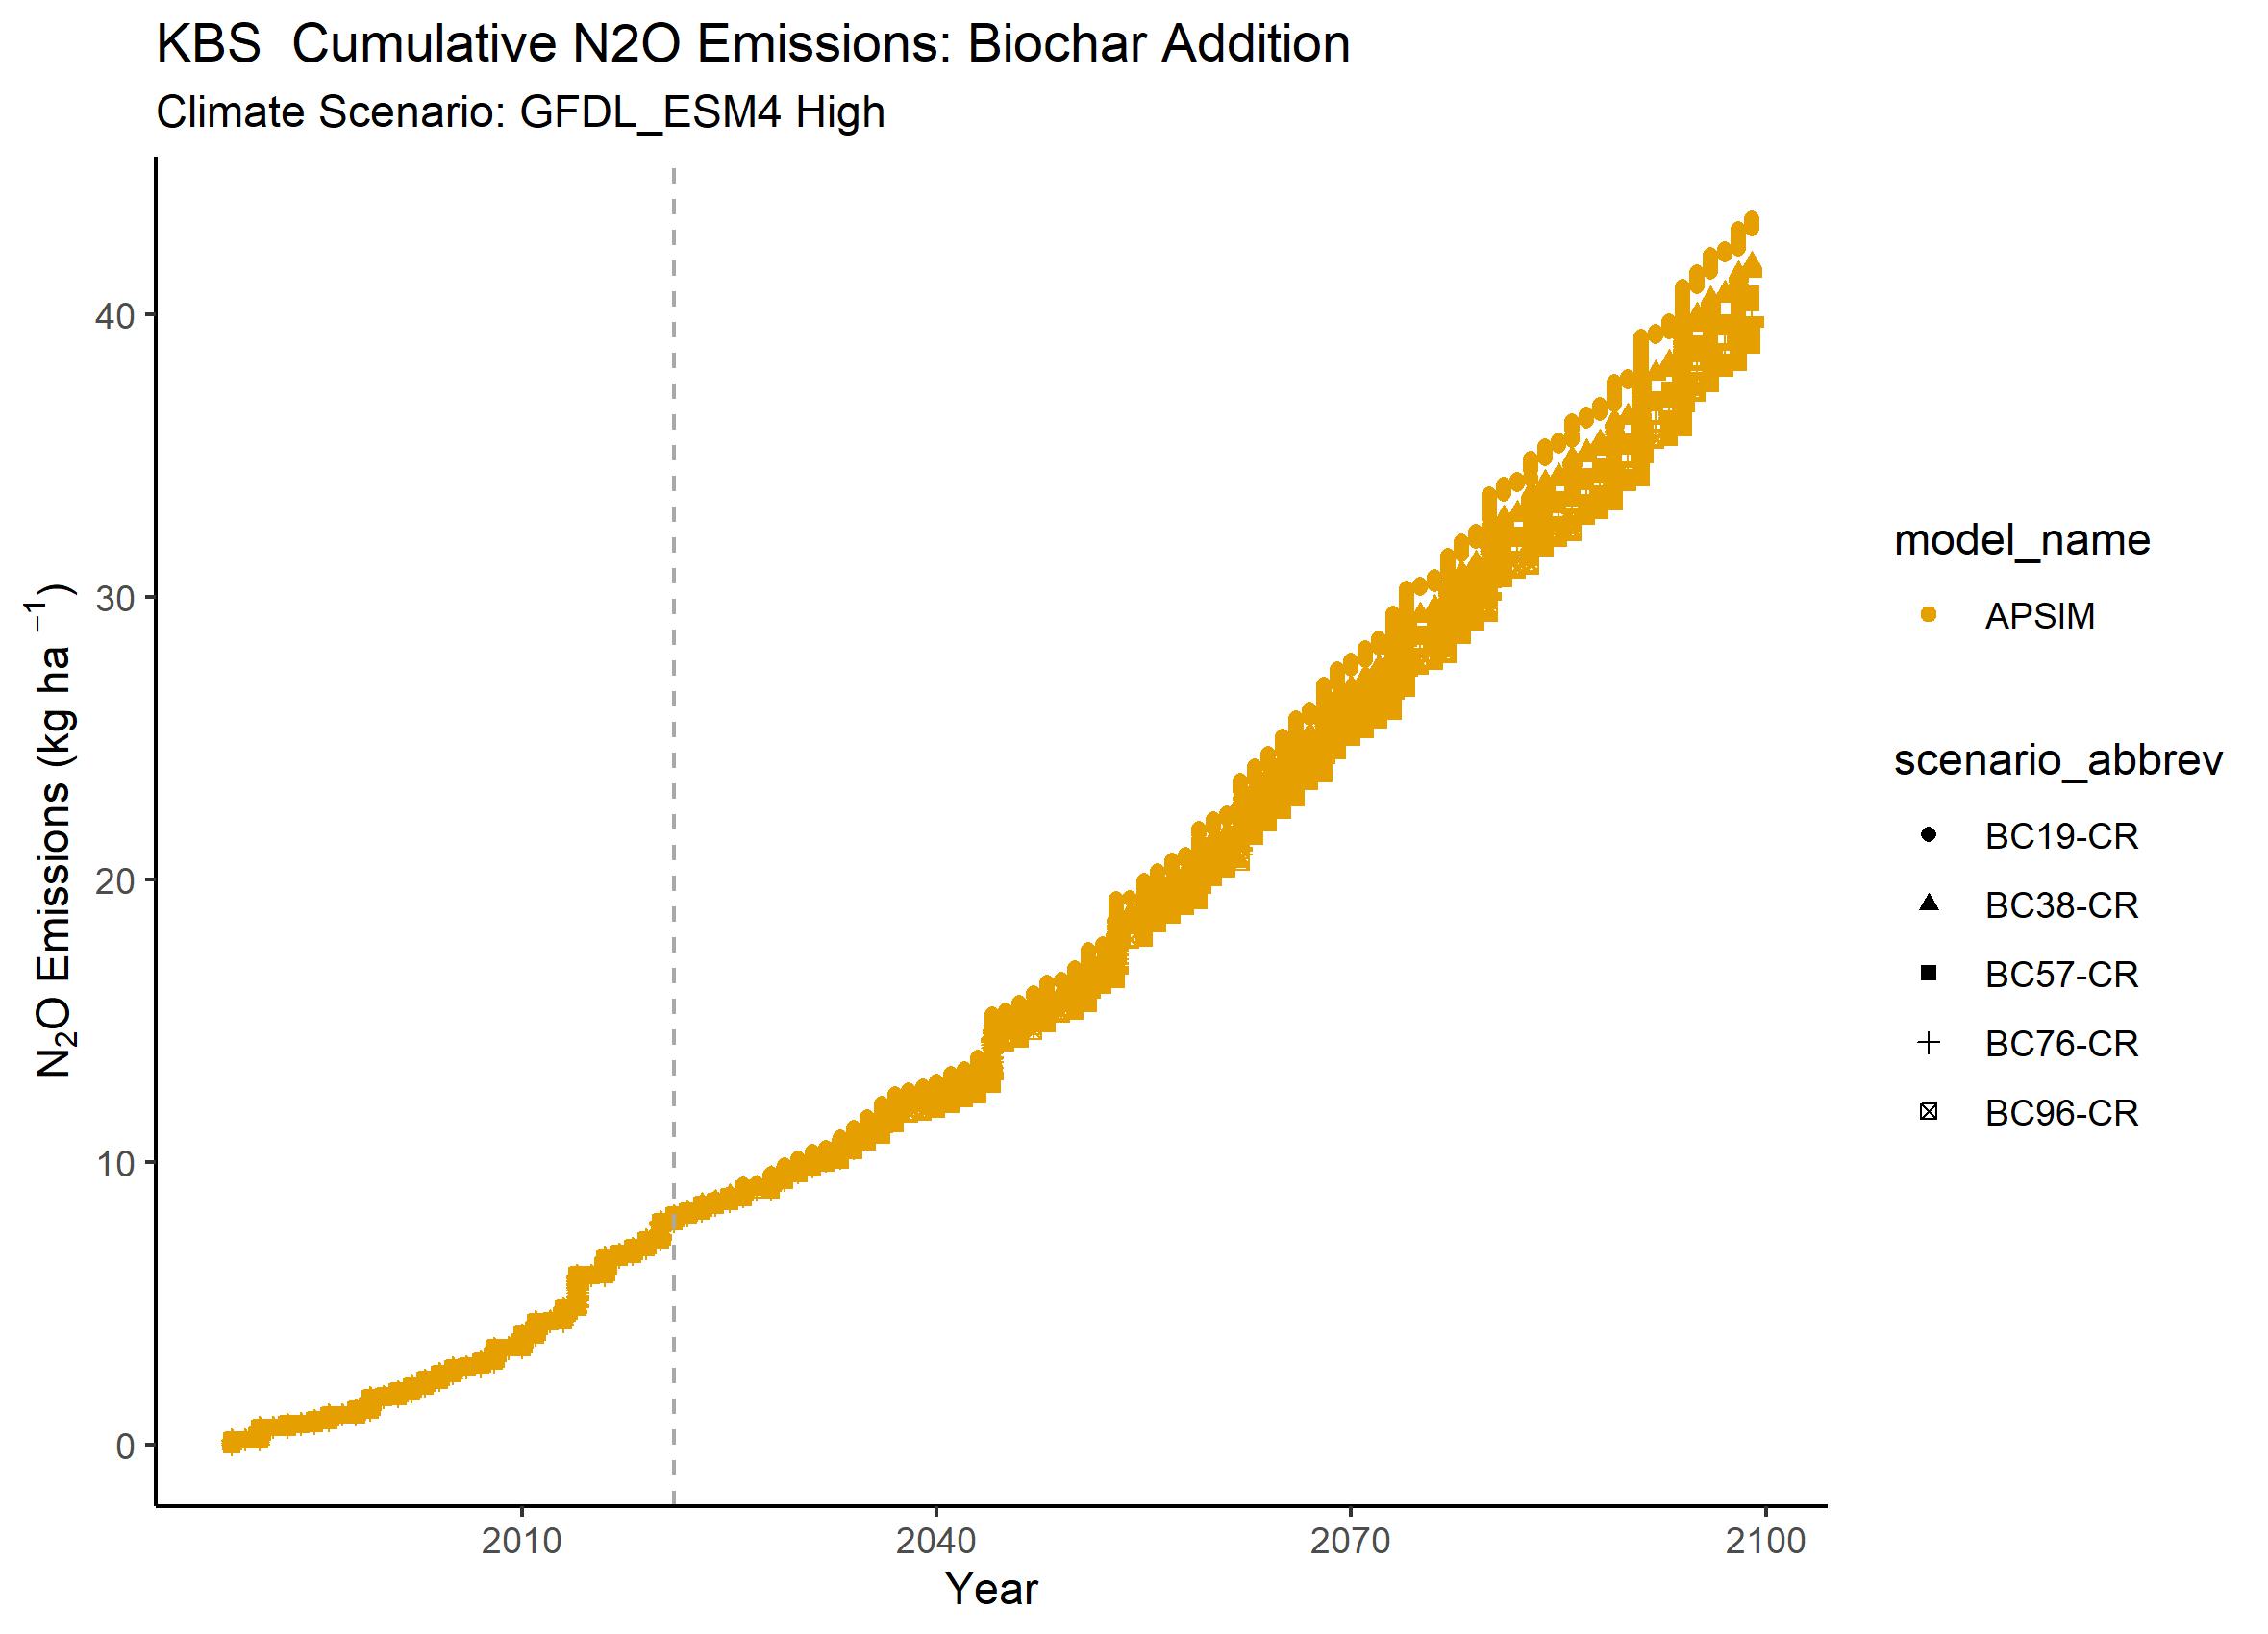 KBS  Cumulative N2O Emissions: Biochar Addition
Climate Scenario: GFDL_ESM4 High
N₂O Emissions (kg ha ⁻¹)
40
30
20
10
0
2010 2040 2070 2100
Year
model_name
APSIM
scenario_abbrev
BC19-CR
BC38-CR
BC57-CR
BC76-CR
BC96-CR